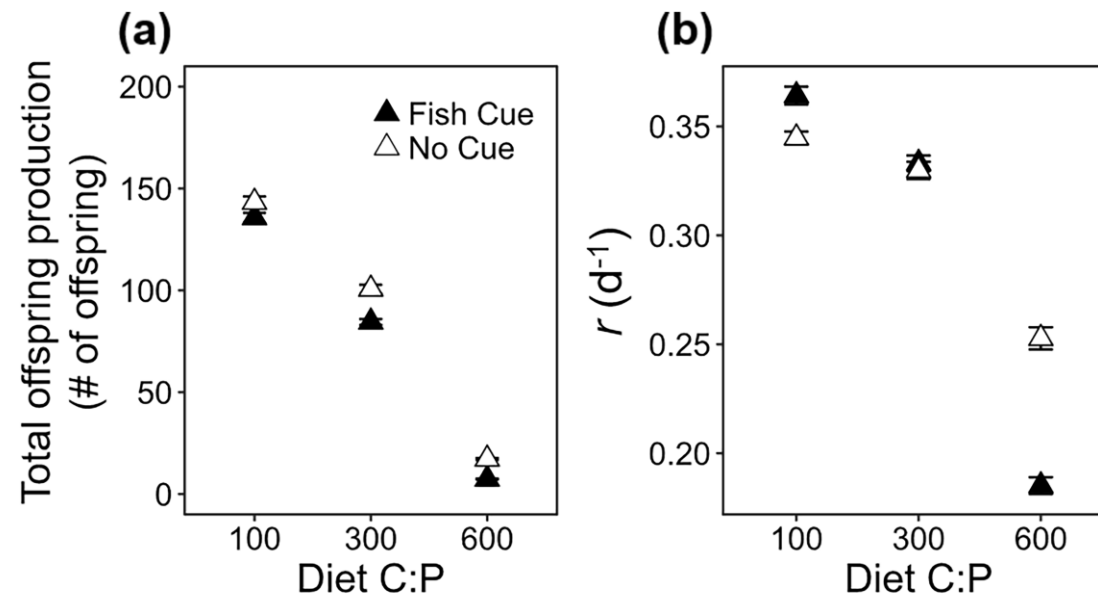 (a)
Total offspring production
(# of offspring)
200
150
100
50
0
Fish Cue
No Cue
100 300 600
Diet C:P
(b)
r (d-1)
0.35
0.30
0.25
0.20
100 300 600
Diet C:P